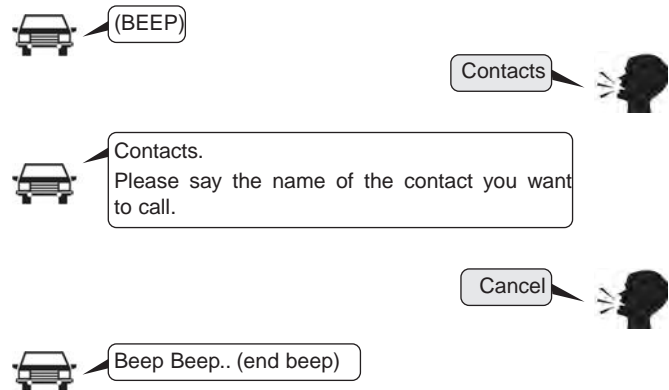 (BEEP)
Contacts
Contacts.
Please say the name of the contact you want
to call.
Cancel
Beep Beep.. (end beep)